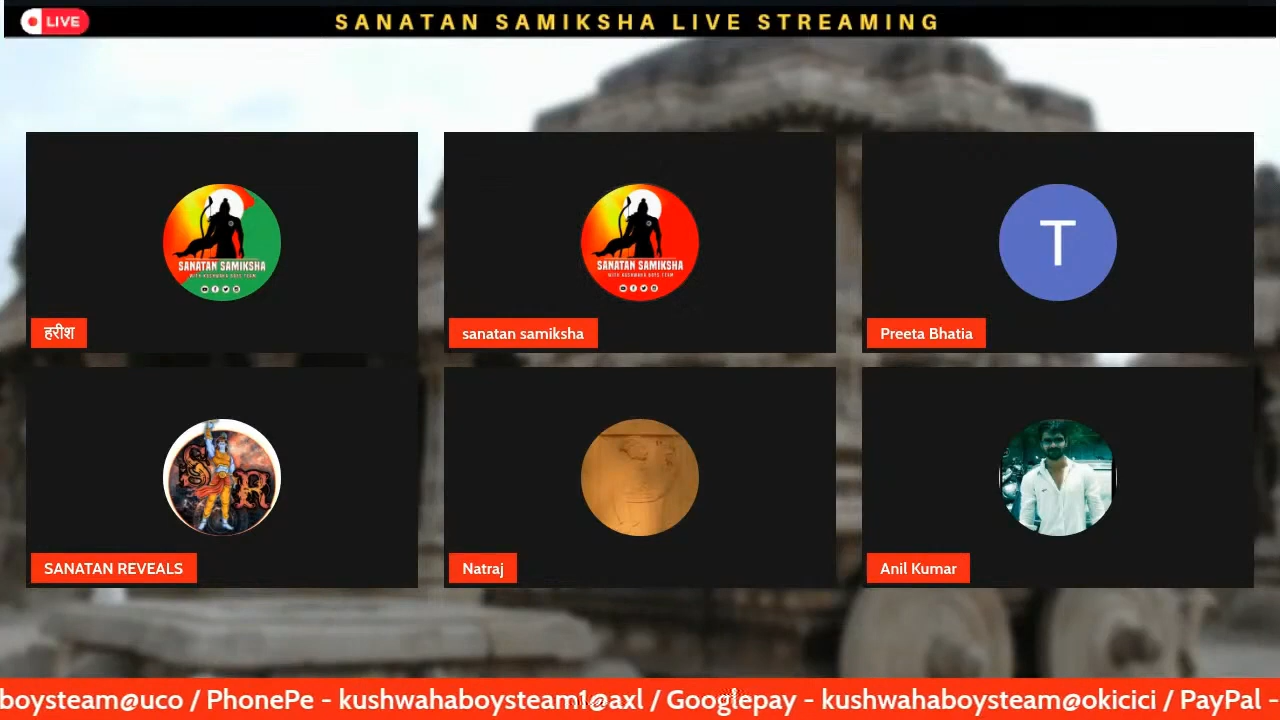 LIVE
SANATAN SAMIKSHA LIVE STREAMING
SANATAN SAMIKSHA
हरीश
SANATAN SAMIKSHA
sanatan samiksha
T
Preeta Bhatia
SR
SANATAN REVEALS
Natraj
Anil Kumar
boysteam@uco / PhonePe - kushwahaboysteam1@axl / Googlepay - kushwahaboysteam@okicici / PayPal -